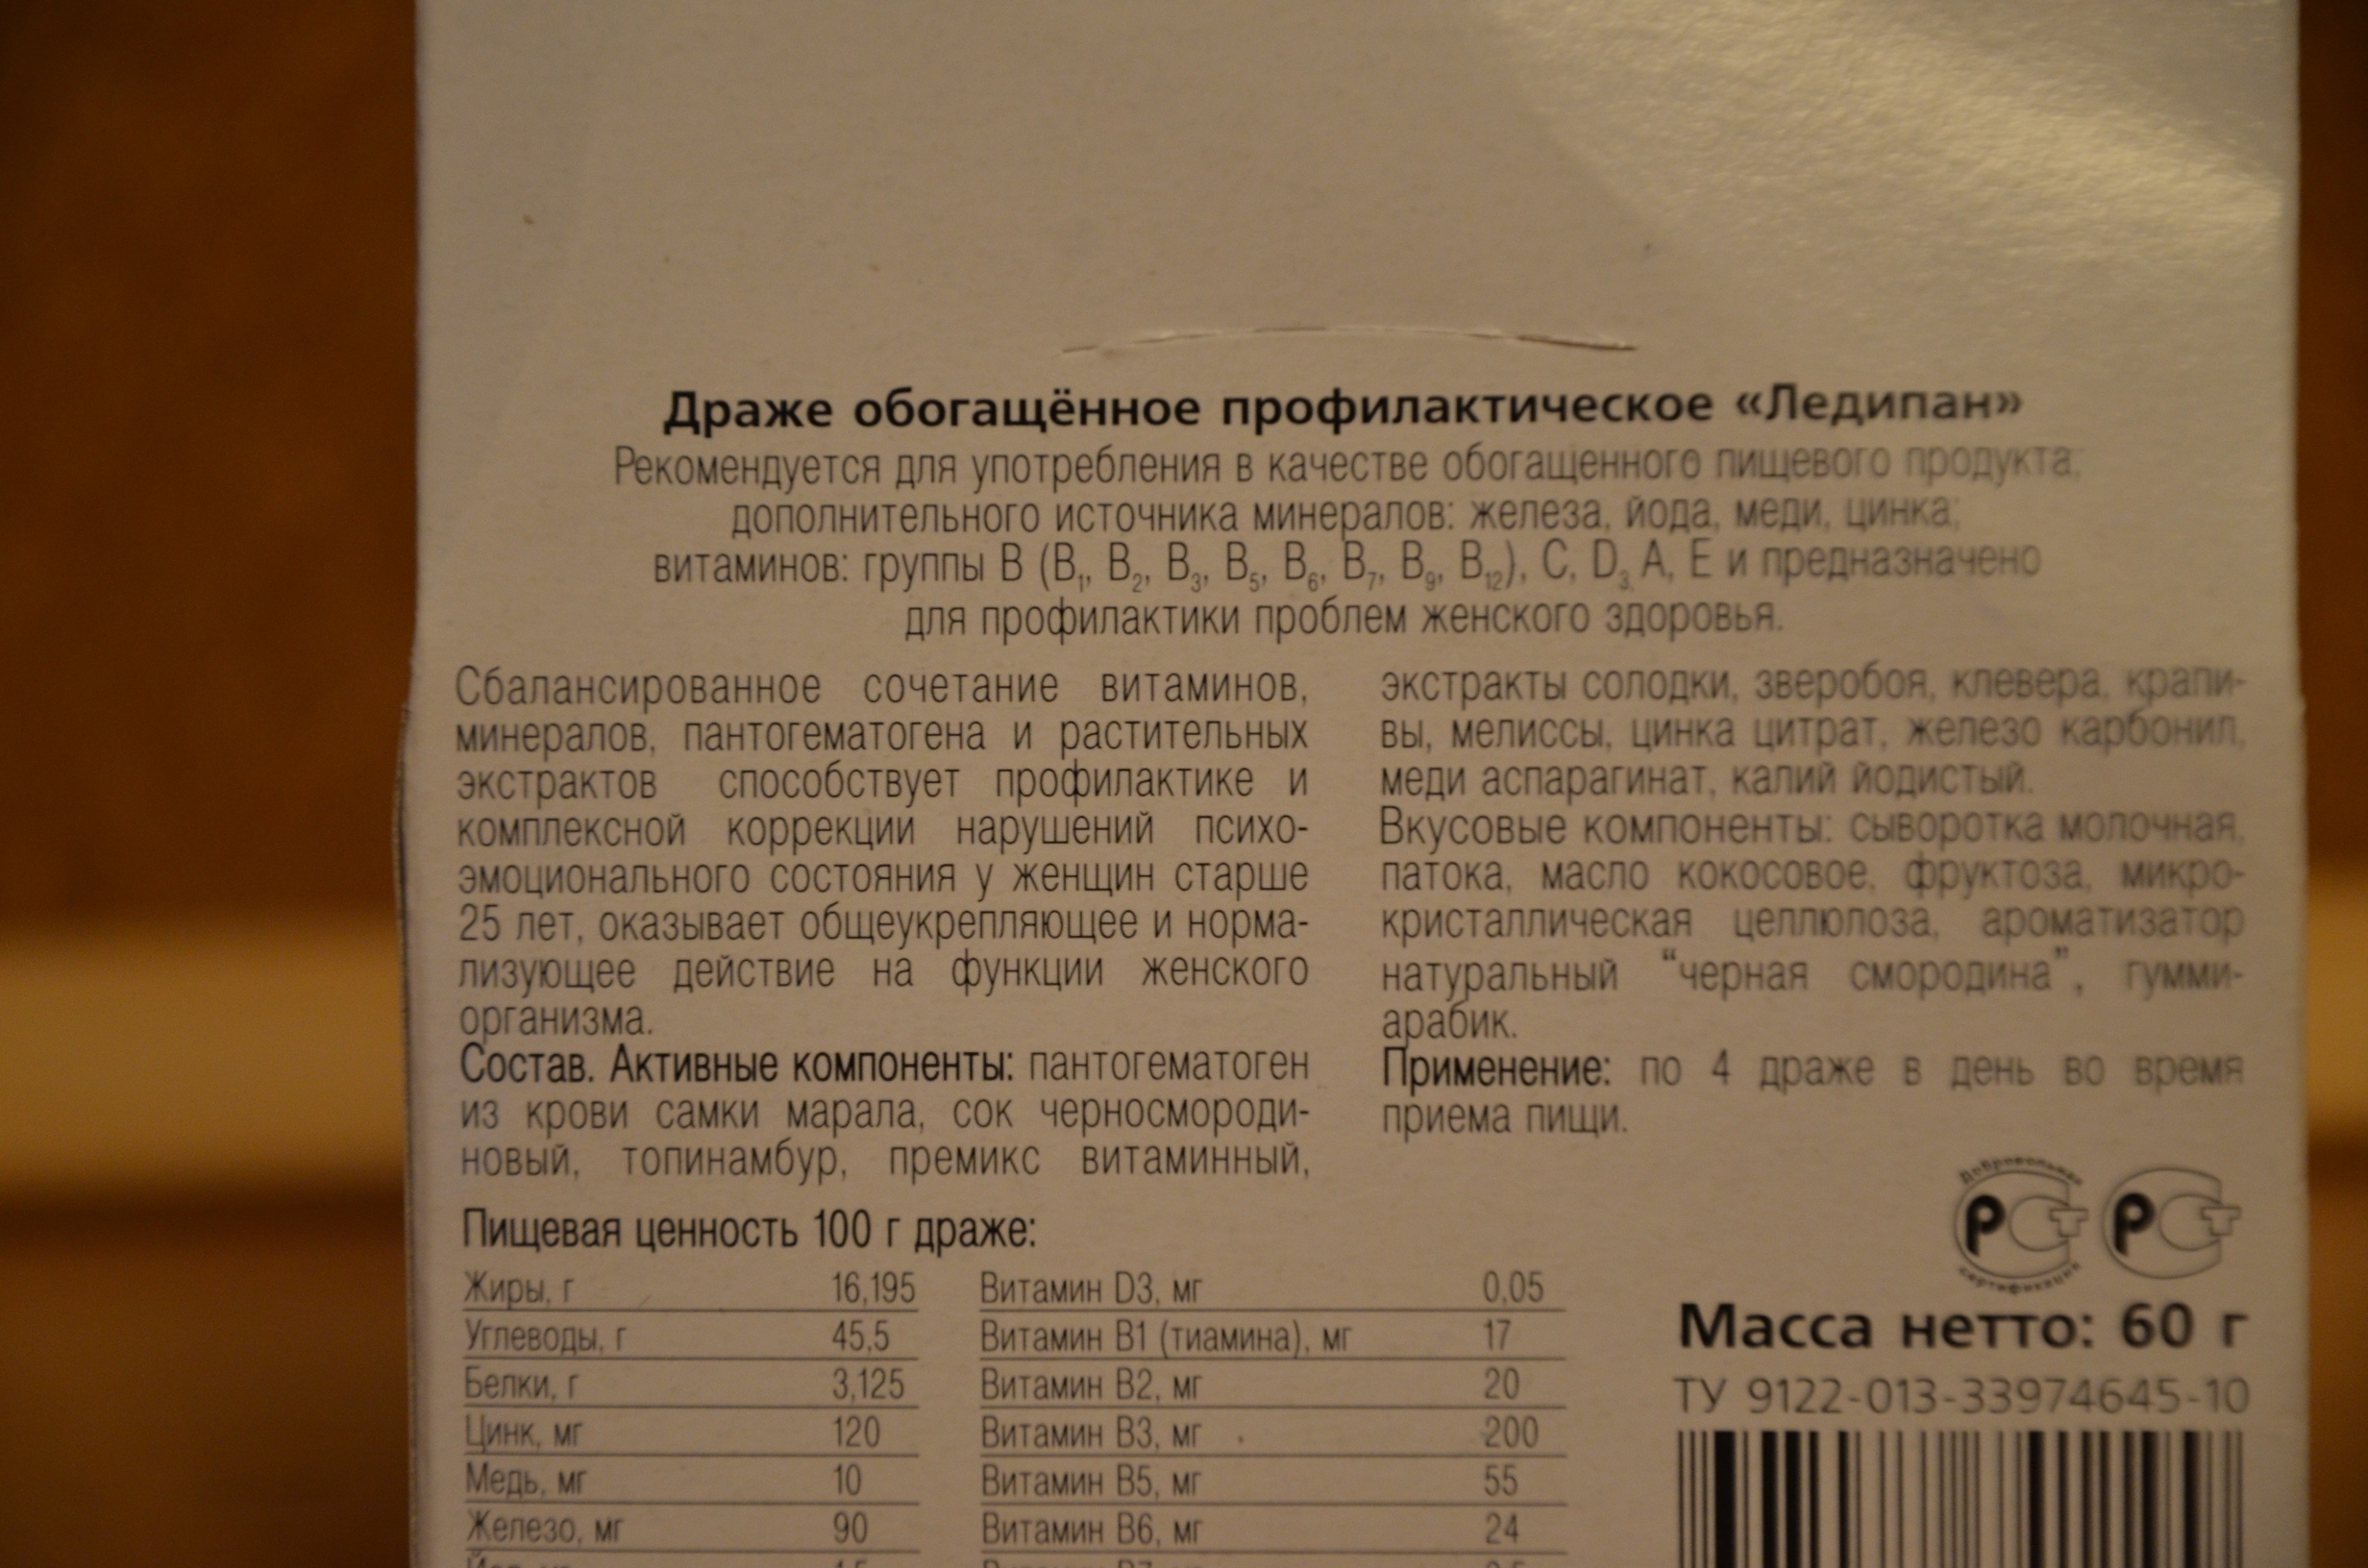 Драже обогащённое профилактическое «Ледипан»
Рекомендуется для употребления в качестве обогащенного пищевого продукта;
дополнительного источника минералов: железа, йода, меди, цинка;
витаминов: группы В (В₁, В₂, В₃, В₅, В₆, В₇, В₉, В₁₂), С, D₃ А, Е и предназначено
для профилактики проблем женского здоровья.
Сбалансированное сочетание витаминов,
минералов, пантогематогена и растительных
экстрактов способствует профилактике и
комплексной коррекции нарушений психо-
эмоционального состояния у женщин старше
25 лет, оказывает общеукрепляющее и норма-
лизующее действие на функции женского
организма.
Состав. Активные компоненты: пантогематоген
из крови самки марала, сок черносмороди-
новый, топинамбур, премикс витаминный,
экстракты солодки, зверобоя, клевера, крапи-
вы, мелиссы, цинка цитрат, железо карбонил,
меди аспарагинат, калий йодистый.
Вкусовые компоненты: сыворотка молочная,
патока, масло кокосовое, фруктоза, микро-
кристаллическая целлюлоза, ароматизатор
натуральный “черная смородина”, гумми-
арабик.
Применение: по 4 драже в день во время
приема пищи.
Добровольная
РСТ РСТ
сертификация
Пищевая ценность 100 г драже:
Жиры, г 16,195 Витамин D3, мг 0,05
Углеводы, г 45,5 Витамин В1 (тиамина), мг 17
Белки, г 3,125 Витамин В2, мг 20
Цинк, мг 120 Витамин В3, мг 200
Медь, мг 10 Витамин В5, мг 55
Железо, мг 90 Витамин В6, мг 24
Масса нетто: 60 г
ТУ 9122-013-33974645-10